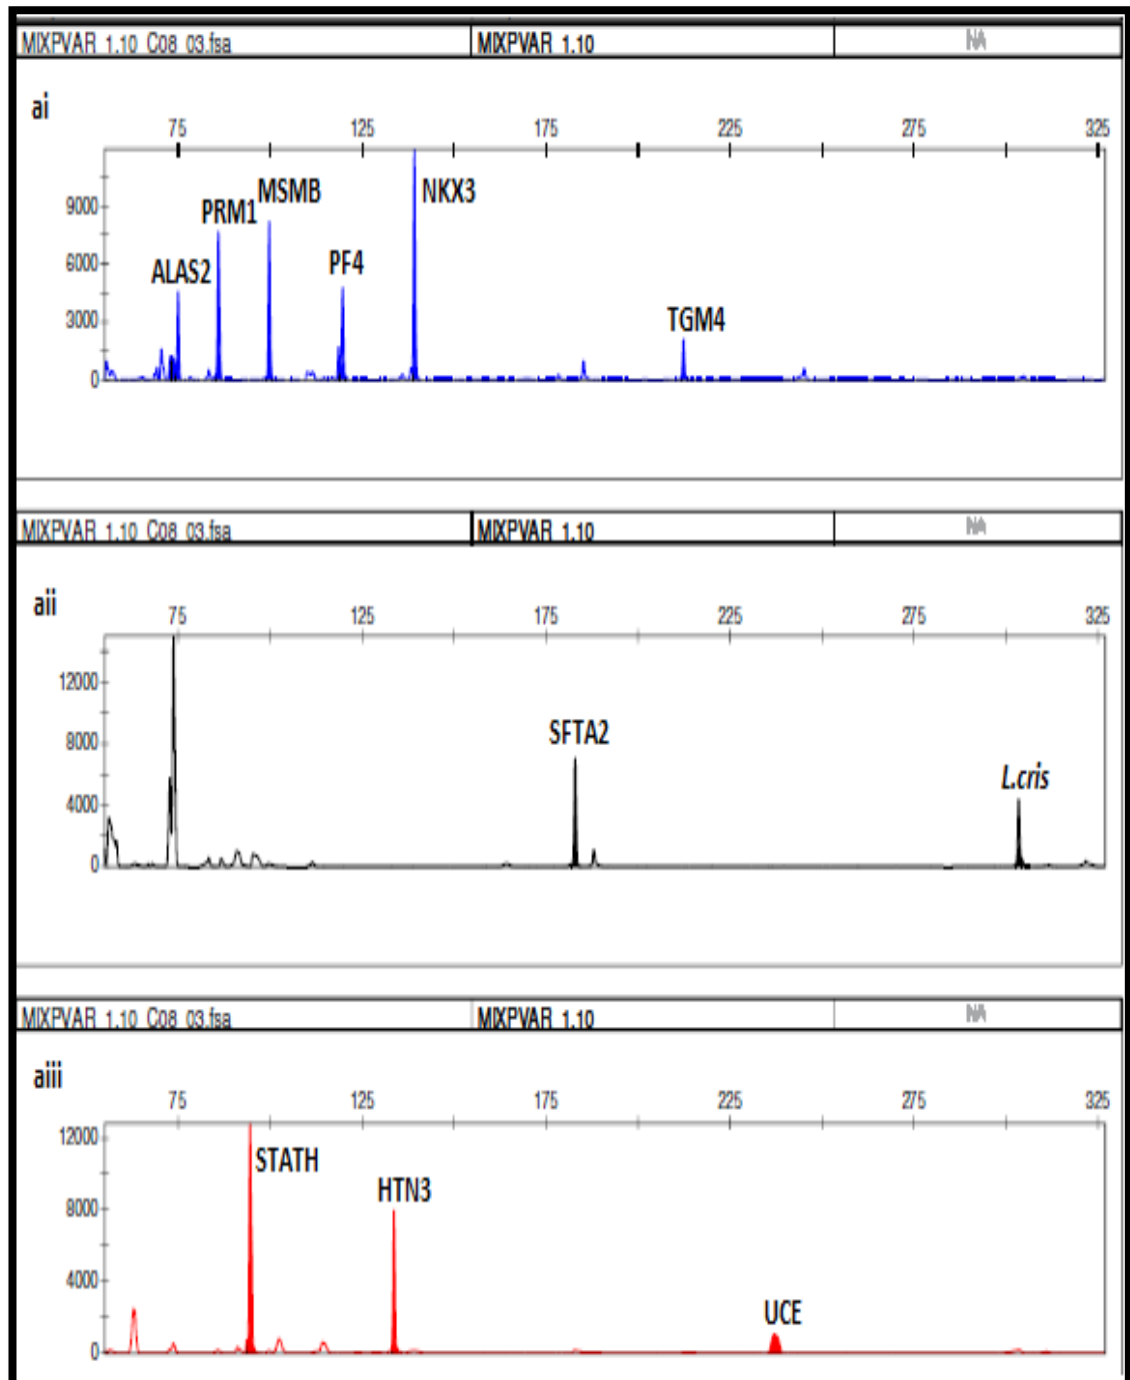 MIXPVAR 1.10 C08 03.fsa MIXPVAR 1.10 NA
ai
75 125 175 225 275 325
9000
6000
3000
0
ALAS2 PRM1 MSMB PF4 NKX3 TGM4
MIXPVAR 1.10 C08 03.fsa MIXPVAR 1.10 NA
aii
75 125 175 225 275 325
12000
8000
4000
0
SFTA2 L.cris
MIXPVAR 1.10 C08 03.fsa MIXPVAR 1.10 NA
aiii
75 125 175 225 275 325
12000
8000
4000
0
STATH HTN3 UCE